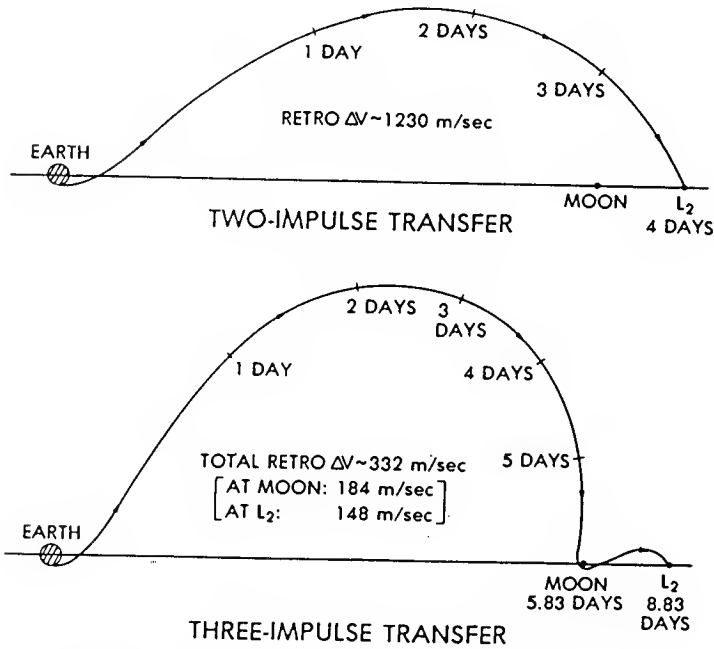 1 DAY
2 DAYS
3 DAYS
RETRO ΔV~1230 m/sec
EARTH
MOON
L₂
4 DAYS
TWO-IMPULSE TRANSFER
2 DAYS
3
DAYS
1 DAY
4 DAYS
5 DAYS
TOTAL RETRO ΔV~332 m/sec
[AT MOON: 184 m/sec]
[AT L₂: 148 m/sec]
EARTH
MOON
5.83 DAYS
L₂
8.83
DAYS
THREE-IMPULSE TRANSFER